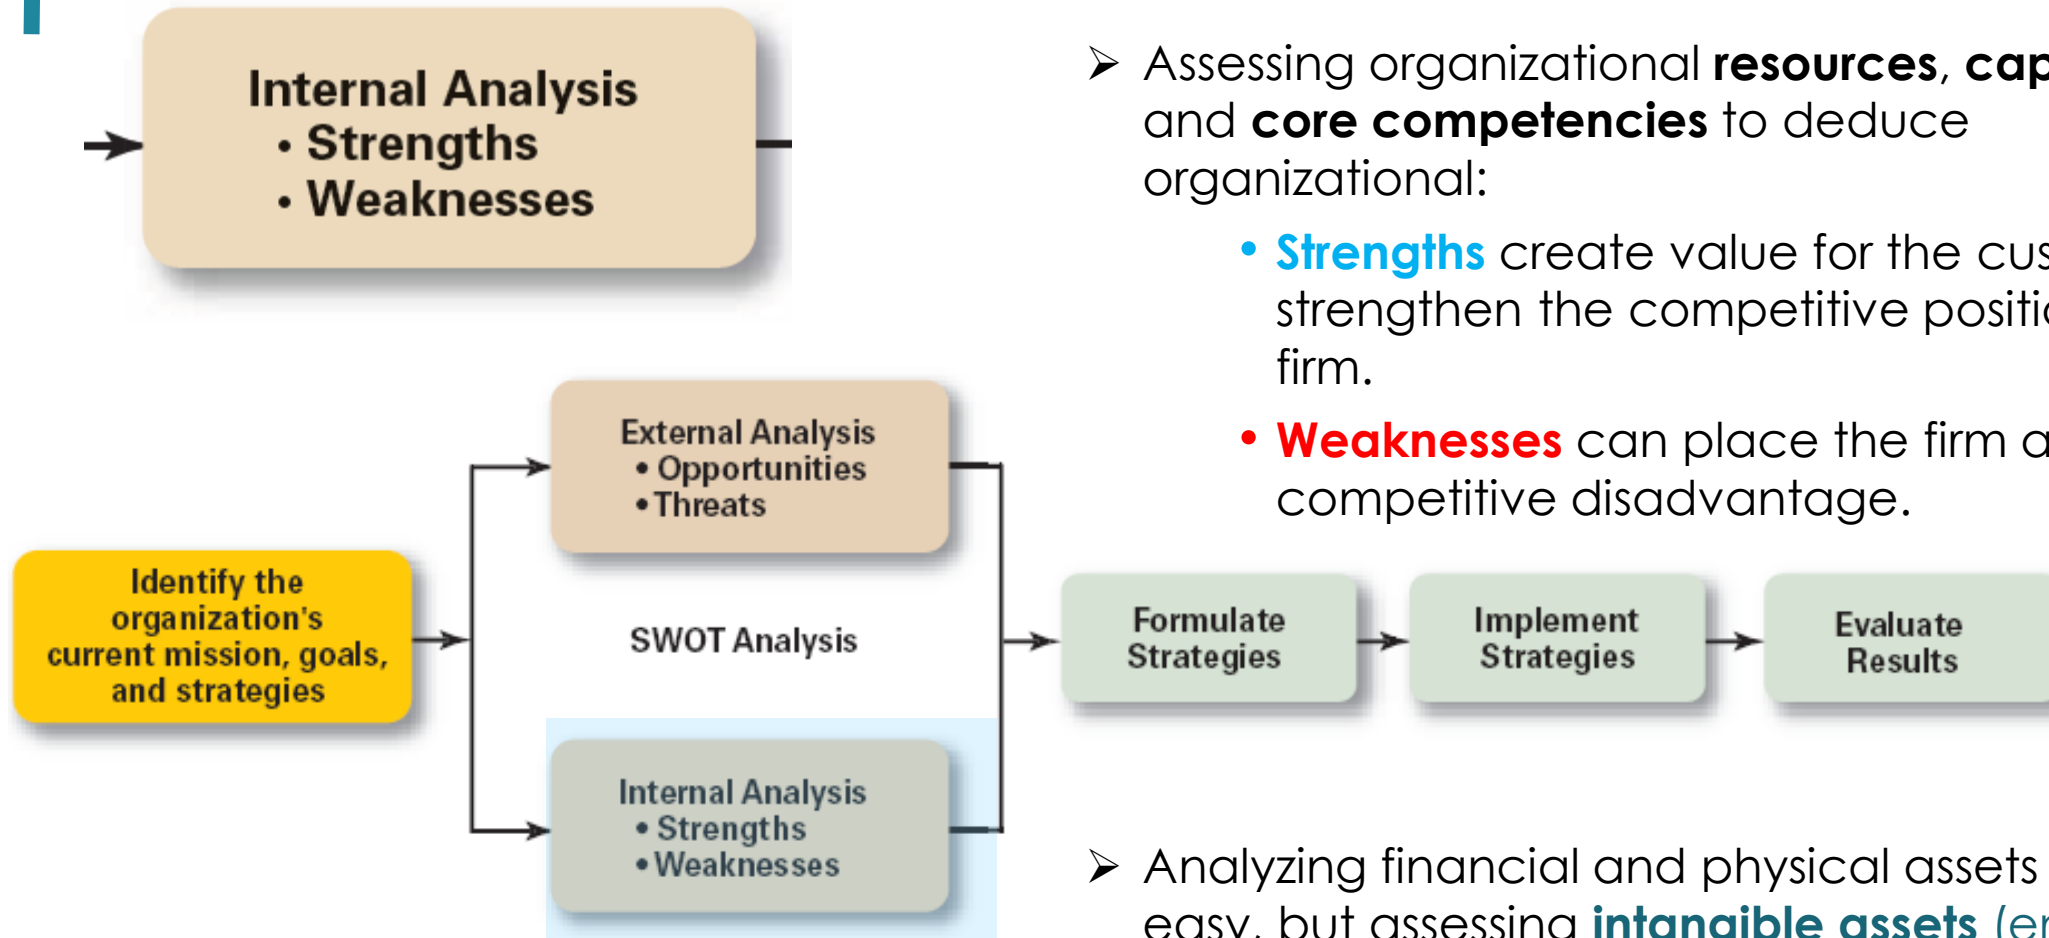 Internal Analysis
• Strengths
• Weaknesses
➢ Assessing organizational resources,
and core competencies to deduce
organizational:
• Strengths create value for the
strengthen the competitive
firm.
• Weaknesses can place the firm
competitive disadvantage.
External Analysis
• Opportunities
• Threats
Identify the
organization's
current mission, goals,
and strategies
SWOT Analysis
Formulate
Strategies
Implement
Strategies
Evaluate
Results
Internal Analysis
• Strengths
• Weaknesses
➢ Analyzing financial and physical assets
easy, but assessing intangible assets